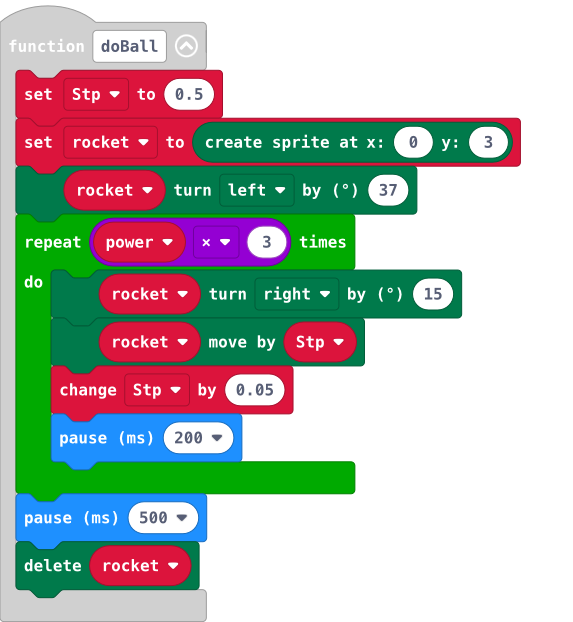 function doBall
set Stp to 0.5
set rocket to create sprite at x: 0 y: 3
rocket turn left by (°) 37
repeat power × 3 times
do
rocket turn right by (°) 15
rocket move by Stp
change Stp by 0.05
pause (ms) 200
pause (ms) 500
delete rocket